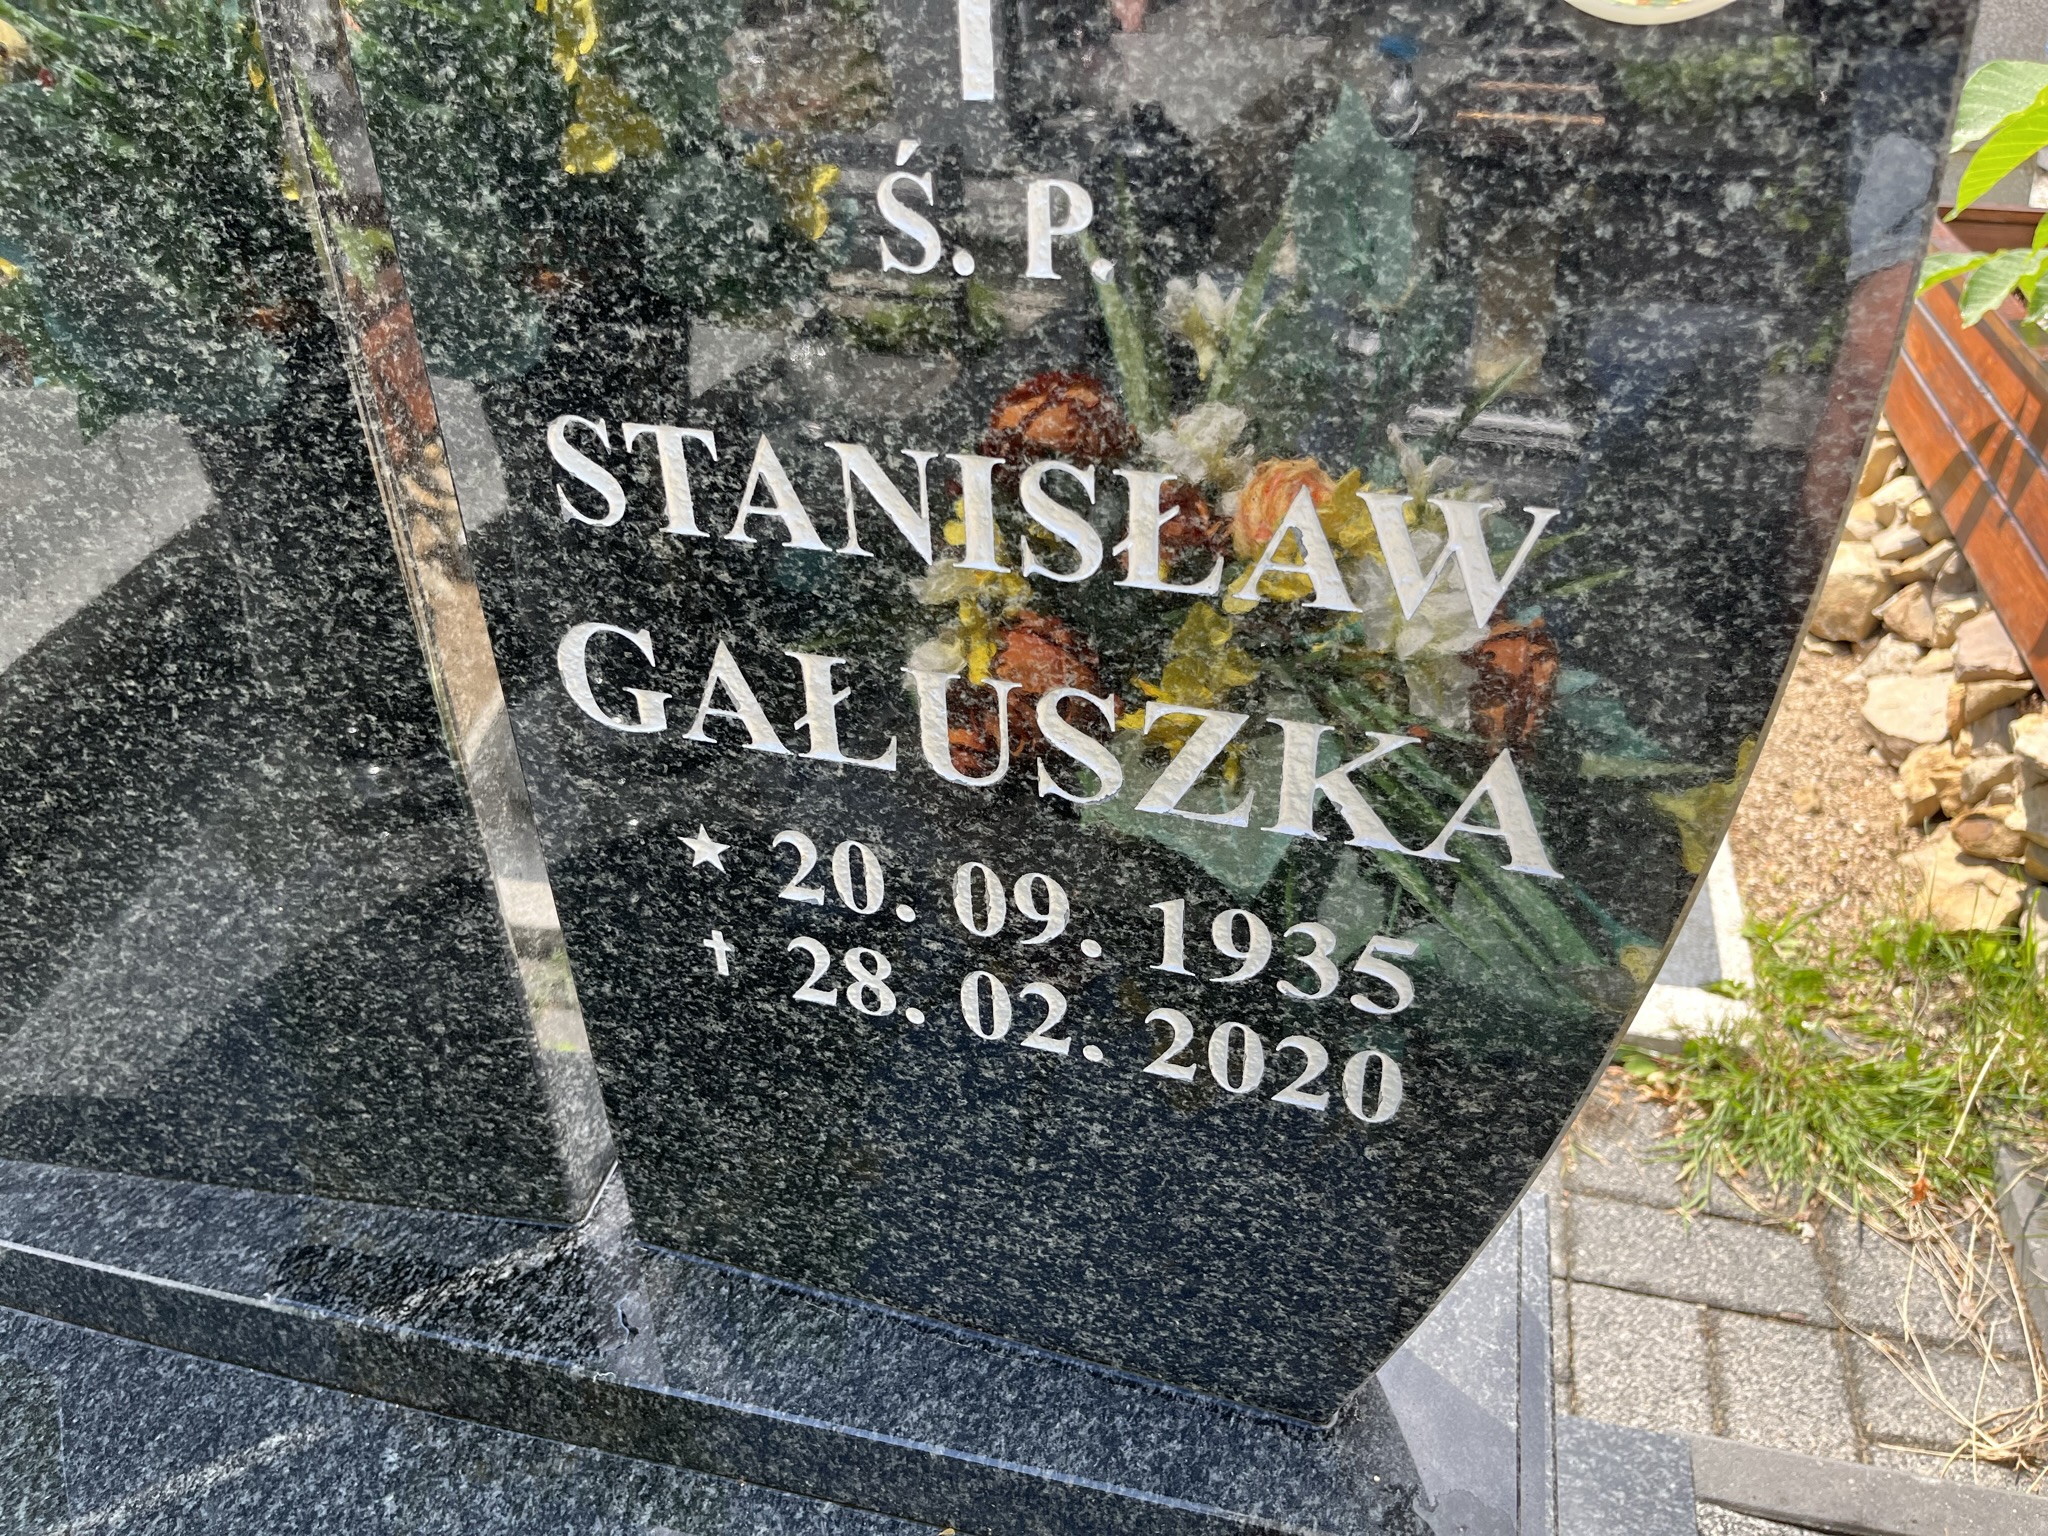 Ś. P.
STANISŁAW
GAŁUSZKA
★ 20. 09. 1935
✝ 28. 02. 2020